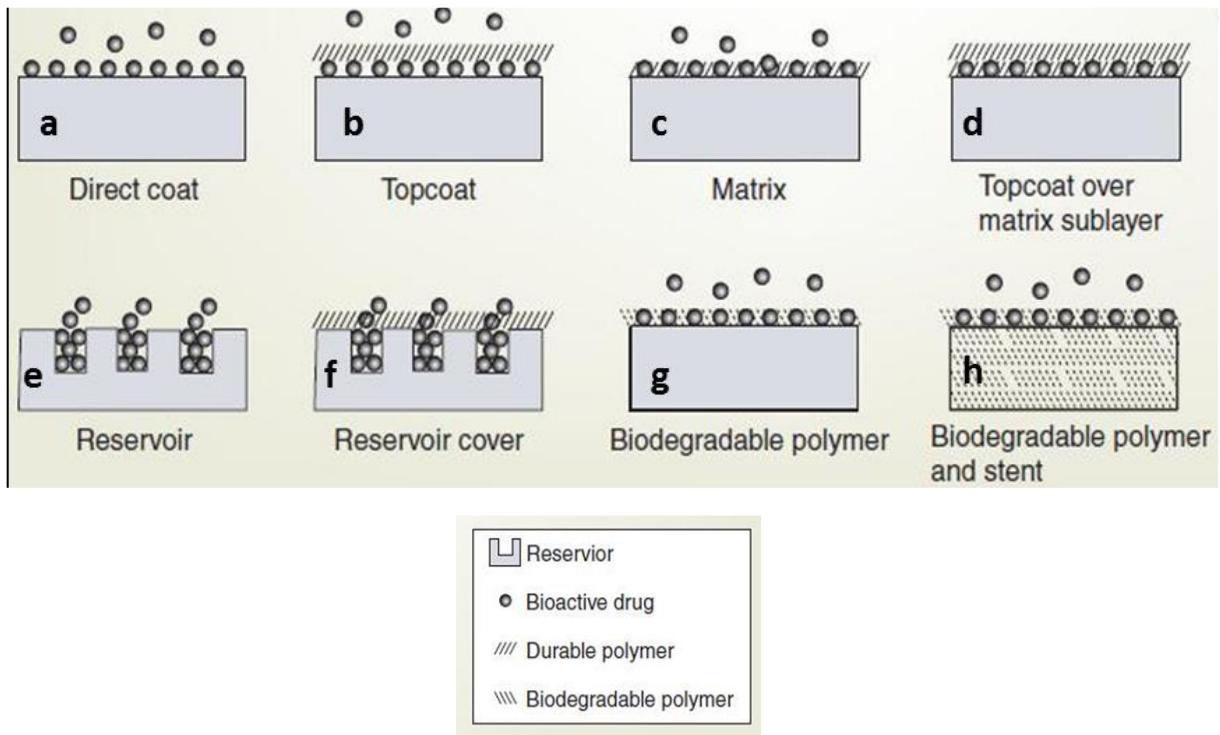 a
b
c
d
Direct coat
Topcoat
Matrix
Topcoat over
matrix sublayer
e
f
g
h
Reservoir
Reservoir cover
Biodegradable polymer
Biodegradable polymer
and stent
Reservior
Bioactive drug
Durable polymer
Biodegradable polymer